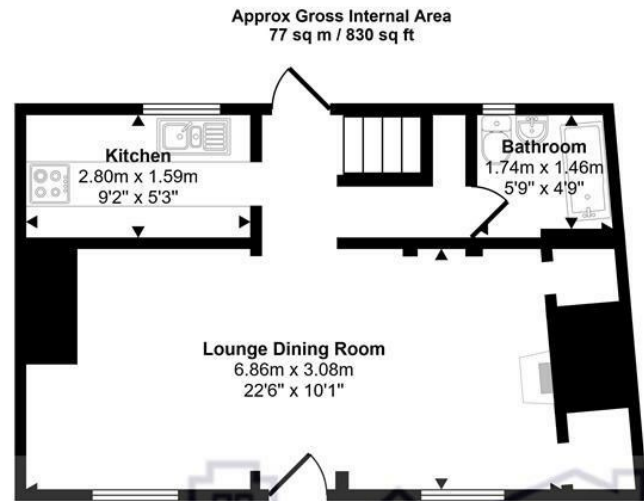 Approx Gross Internal Area
77 sq m / 830 sq ft
Kitchen
2.80m x 1.59m
9'2" x 5'3"
Bathroom
1.74m x 1.46m
5'9" x 4'9"
Lounge Dining Room
6.86m x 3.08m
22'6" x 10'1"